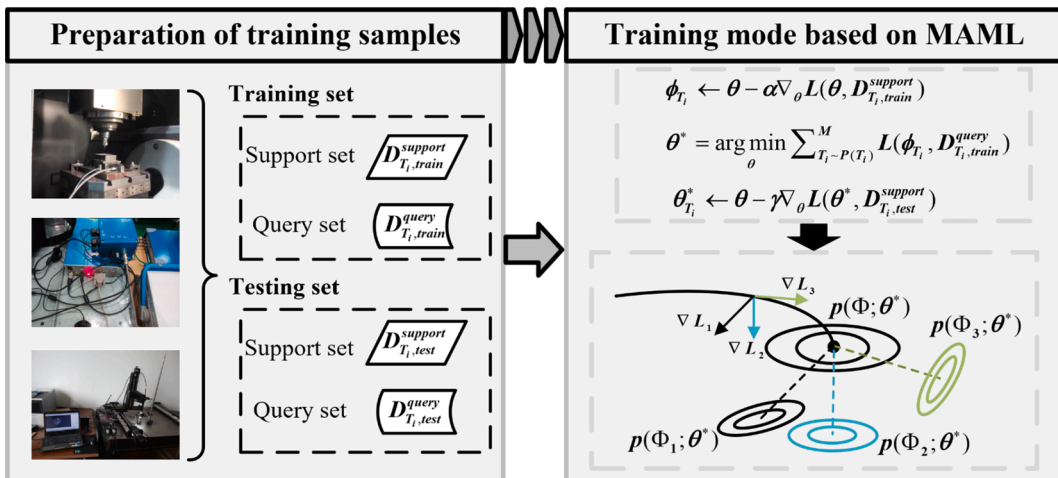 Preparation of training samples
Training set
Support set D^{support}_{T_i,train}
Query set D^{query}_{T_i,train}
Testing set
Support set D^{support}_{T_i,test}
Query set D^{query}_{T_i,test}
Training mode based on MAML
ϕ_{T_i} ← θ − α∇_θ L(θ, D^{support}_{T_i,train})
θ* = arg min_θ ∑^M_{T_i~P(T_i)} L(ϕ_{T_i}, D^{query}_{T_i,train})
θ*_{T_i} ← θ − γ∇_θ L(θ*, D^{support}_{T_i,test})
∇ L_3
p(Φ;θ*)
∇ L_1
∇ L_2
p(Φ_3;θ*)
p(Φ_1;θ*)
p(Φ_2;θ*)